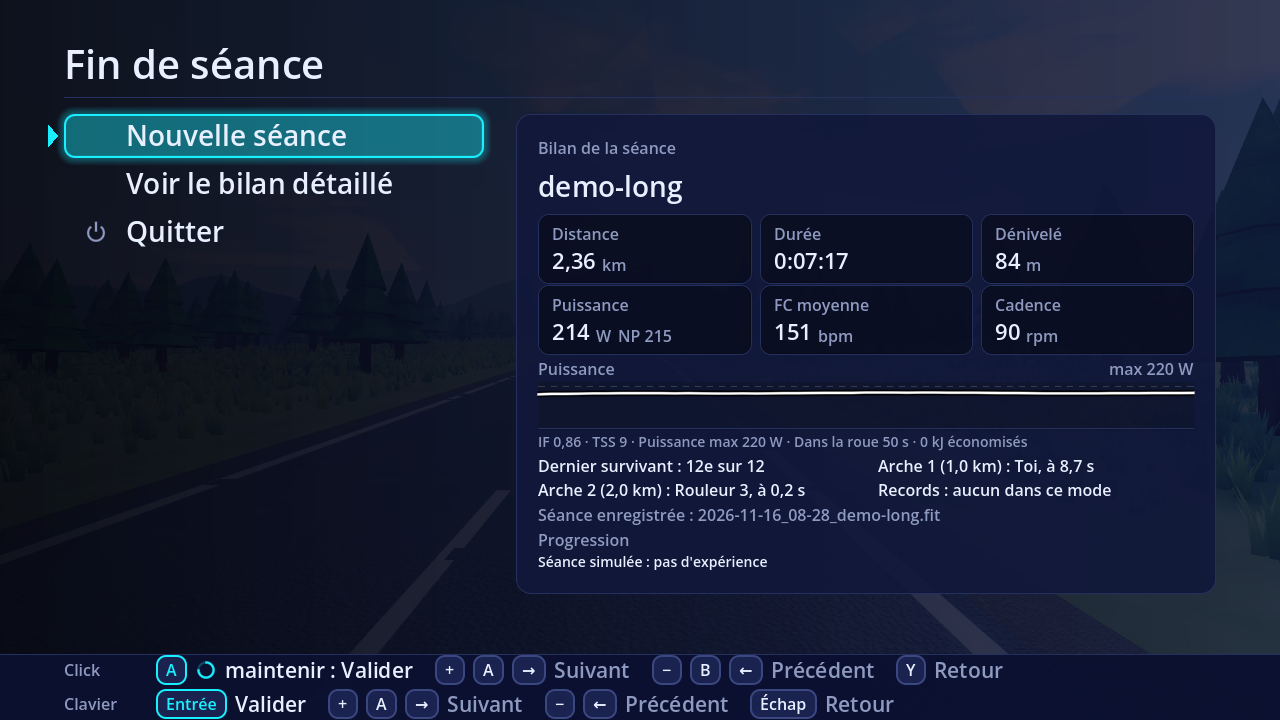 Fin de séance
Nouvelle séance
Voir le bilan détaillé
Quitter
Bilan de la séance
demo-long
Distance
2,36 km
Durée
0:07:17
Dénivelé
84 m
Puissance
214 W NP 215
FC moyenne
151 bpm
Cadence
90 rpm
Puissance
max 220 W
IF 0,86 · TSS 9 · Puissance max 220 W · Dans la roue 50 s · 0 kJ économisés
Dernier survivant : 12e sur 12
Arche 1 (1,0 km) : Toi, à 8,7 s
Arche 2 (2,0 km) : Rouleur 3, à 0,2 s
Records : aucun dans ce mode
Séance enregistrée : 2026-11-16_08-28_demo-long.fit
Progression
Séance simulée : pas d'expérience
Click A maintenir : Valider + A → Suivant − B ← Précédent Y Retour
Clavier Entrée Valider + A → Suivant − ← Précédent Échap Retour